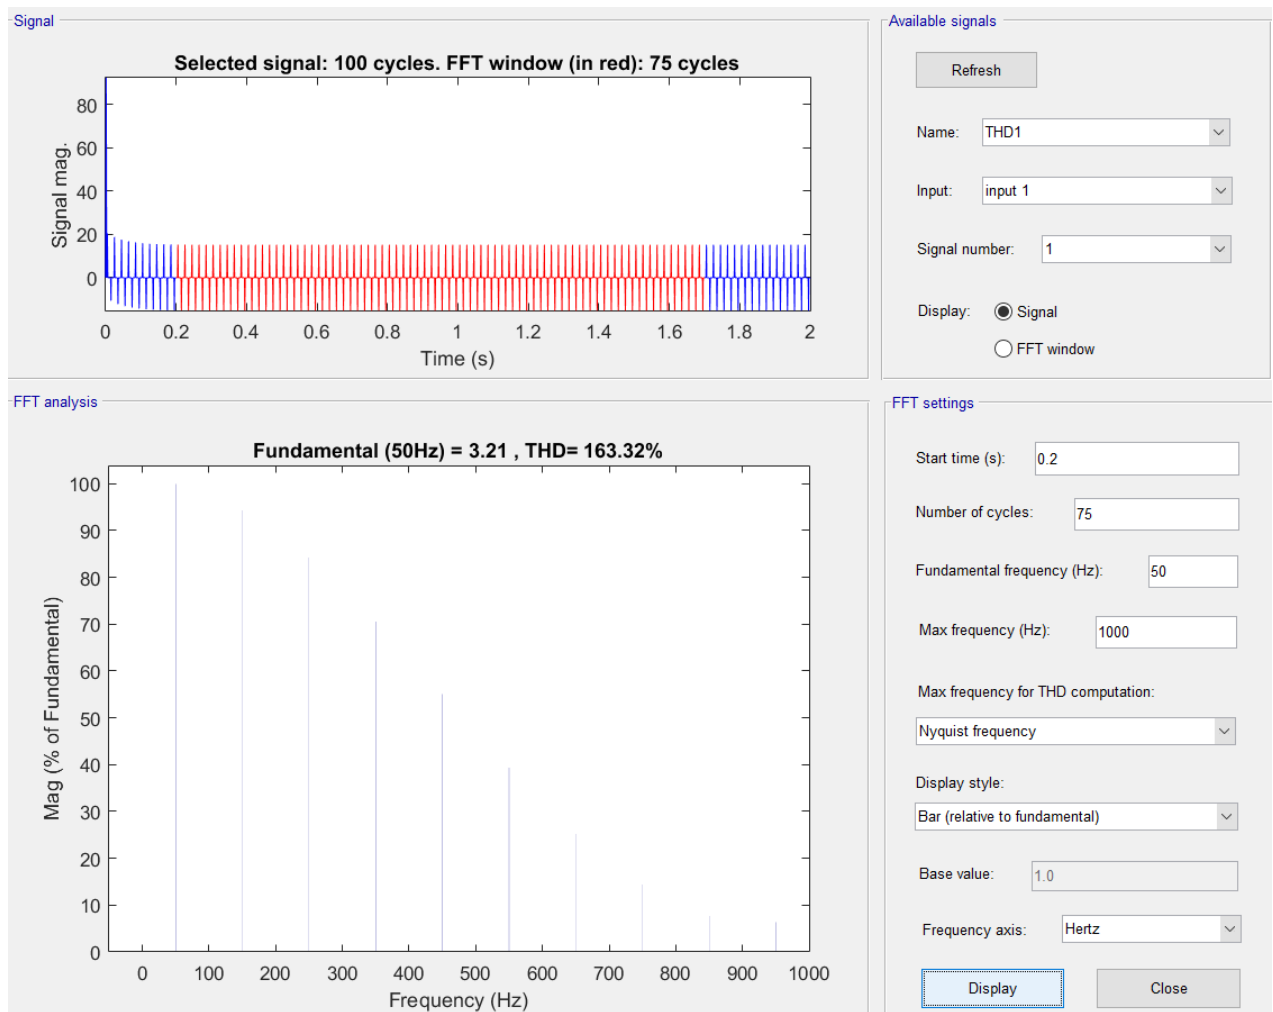 Signal
Selected signal: 100 cycles. FFT window (in red): 75 cycles
80
60
40
20
0
Signal mag.
0 0.2 0.4 0.6 0.8 1 1.2 1.4 1.6 1.8 2
Time (s)
Available signals
Refresh
Name: THD1
Input: input 1
Signal number: 1
Display: Signal
FFT window
FFT analysis
Fundamental (50Hz) = 3.21 , THD= 163.32%
100
90
80
70
60
50
40
30
20
10
0
Mag (% of Fundamental)
0 100 200 300 400 500 600 700 800 900 1000
Frequency (Hz)
FFT settings
Start time (s): 0.2
Number of cycles: 75
Fundamental frequency (Hz): 50
Max frequency (Hz): 1000
Max frequency for THD computation:
Nyquist frequency
Display style:
Bar (relative to fundamental)
Base value: 1.0
Frequency axis: Hertz
Display Close